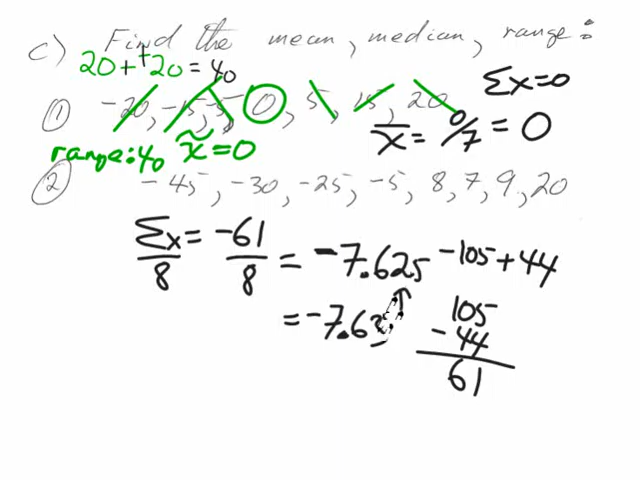 c) Find the mean, median, range:
20 + +20 = 40
Σx=0
① -20, -15, -5, 0, 5, 15, 20
x̄ = 0/7 = 0
range: 40 x̃ = 0
② -45, -30, -25, -5, 8, 7, 9, 20
Σx/8 = -61/8 = -7.625 -105+44
= -7.63
105
-44
61